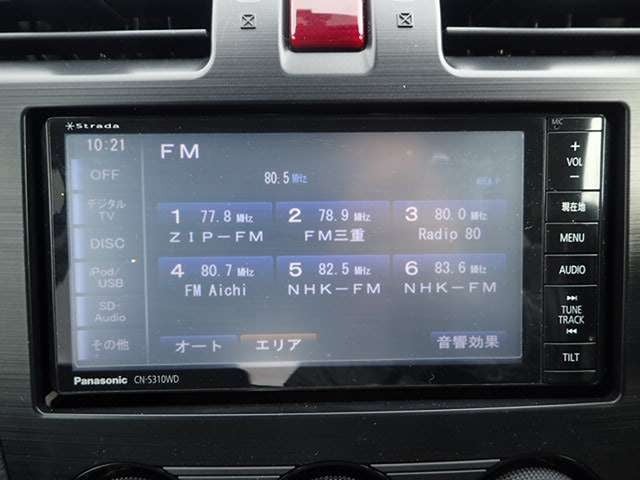 Strada
MIC
10:21
FM
80.5 MHz
OFF
デジタル
TV
DISC
iPod/
USB
SD-
Audio
その他
1 77.8 MHz
ZIP-FM
2 78.9 MHz
FM三重
3 80.0 MHz
Radio 80
4 80.7 MHz
FM Aichi
5 82.5 MHz
NHK-FM
6 83.6 MHz
NHK-FM
オート
エリア
音響効果
+
VOL
-
現在地
MENU
AUDIO
TUNE
TRACK
TILT
Panasonic CN-S310WD